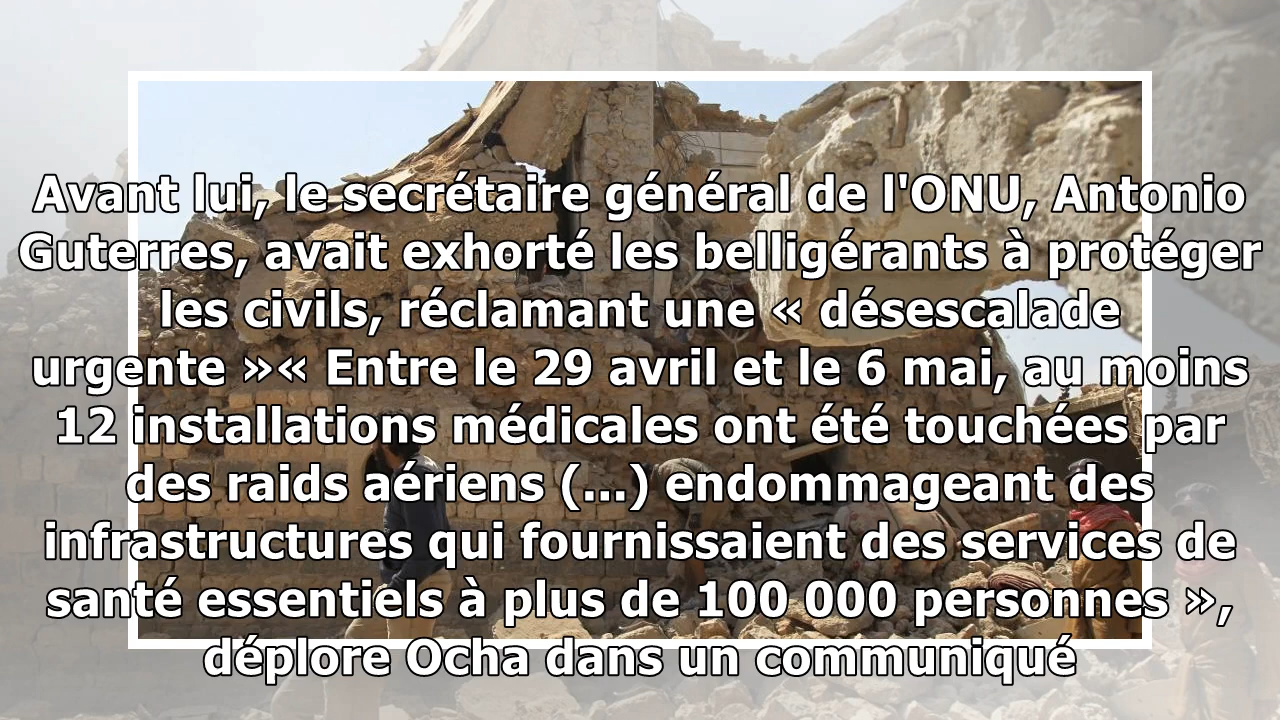 Avant lui, le secrétaire général de l'ONU, Antonio
Guterres, avait exhorté les belligérants à protéger
les civils, réclamant une « désescalade
urgente »« Entre le 29 avril et le 6 mai, au moins
12 installations médicales ont été touchées par
des raids aériens (...) endommageant des
infrastructures qui fournissaient des services de
santé essentiels à plus de 100 000 personnes »,
déplore Ocha dans un communiqué